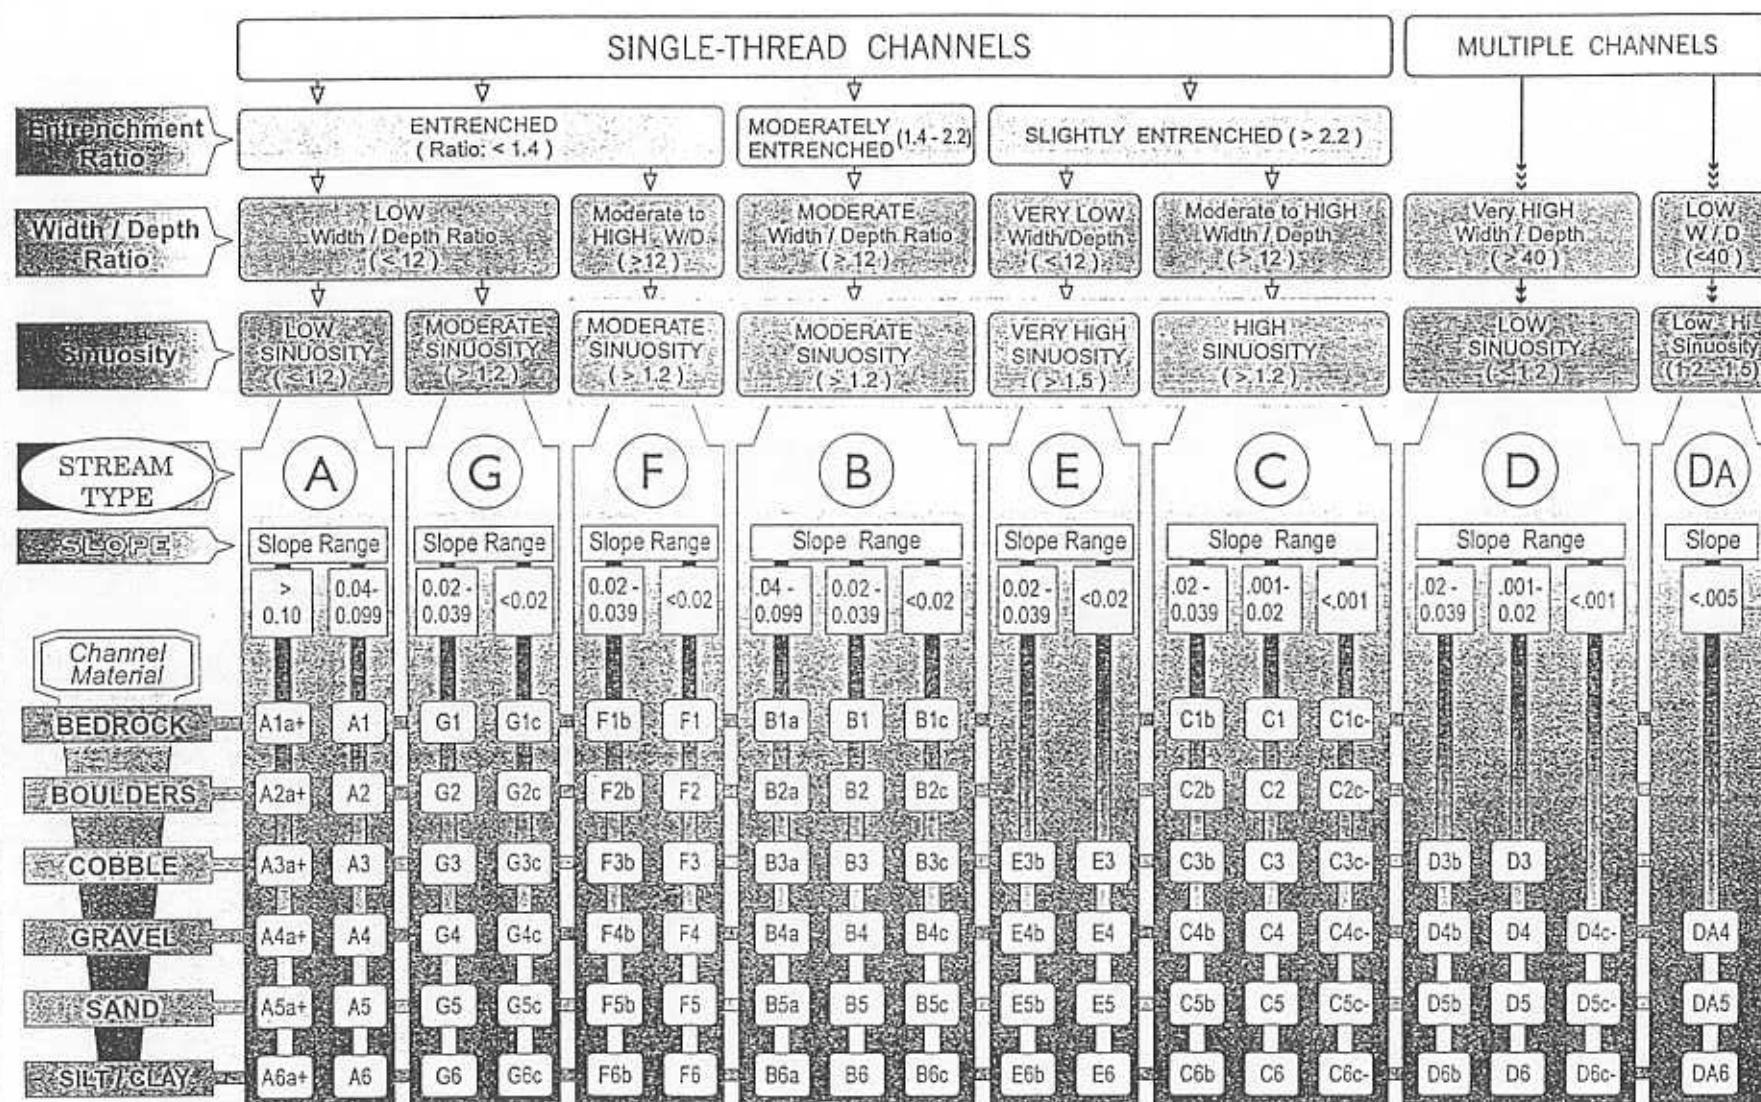 SINGLE-THREAD CHANNELS
MULTIPLE CHANNELS
Entrenchment
Ratio
ENTRENCHED
( Ratio: < 1.4 )
MODERATELY
ENTRENCHED
(1.4 - 2.2)
SLIGHTLY ENTRENCHED ( > 2.2 )
Width / Depth
Ratio
LOW
Width / Depth Ratio
( < 12 )
Moderate to
HIGH - W/D
( >12 )
MODERATE
Width / Depth Ratio
( > 12 )
VERY LOW
Width/Depth
( < 12 )
Moderate to HIGH
Width / Depth
( > 12 )
Very HIGH
Width / Depth
( > 40 )
LOW
W / D
( <40 )
Sinuosity
LOW
SINUOSITY
( < 1.2 )
MODERATE
SINUOSITY
( > 1.2 )
MODERATE
SINUOSITY
( > 1.2 )
MODERATE
SINUOSITY
( > 1.2 )
VERY HIGH
SINUOSITY
( > 1.5 )
HIGH
SINUOSITY
( > 1.2 )
LOW
SINUOSITY
( < 1.2 )
Low - Hi
Sinuosity
(1.2 - 1.5)
STREAM
TYPE
A
G
F
B
E
C
D
DA
SLOPE
Slope Range
Slope Range
Slope Range
Slope Range
Slope Range
Slope Range
Slope Range
Slope
>
0.10
0.04-
0.099
0.02 -
0.039
<0.02
0.02 -
0.039
<0.02
.04 -
0.099
0.02 -
0.039
<0.02
0.02 -
0.039
<0.02
.02 -
0.039
.001-
0.02
<.001
.02 -
0.039
.001-
0.02
<.001
<.005
Channel
Material
BEDROCK A1a+ A1 G1 G1c F1b F1 B1a B1 B1c C1b C1 C1c-
BOULDERS A2a+ A2 G2 G2c F2b F2 B2a B2 B2c C2b C2 C2c-
COBBLE A3a+ A3 G3 G3c F3b F3 B3a B3 B3c E3b E3 C3b C3 C3c- D3b D3
GRAVEL A4a+ A4 G4 G4c F4b F4 B4a B4 B4c E4b E4 C4b C4 C4c- D4b D4 D4c- DA4
SAND A5a+ A5 G5 G5c F5b F5 B5a B5 B5c E5b E5 C5b C5 C5c- D5b D5 D5c- DA5
SILT / CLAY A6a+ A6 G6 G6c F6b F6 B6a B6 B6c E6b E6 C6b C6 C6c- D6b D6 D6c- DA6